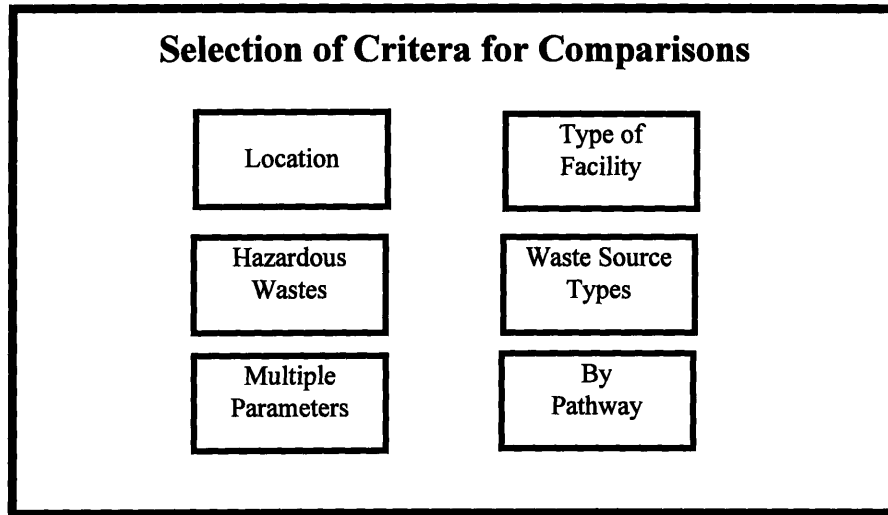 Selection of Critera for Comparisons
Location
Type of
Facility
Hazardous
Wastes
Waste Source
Types
Multiple
Parameters
By
Pathway